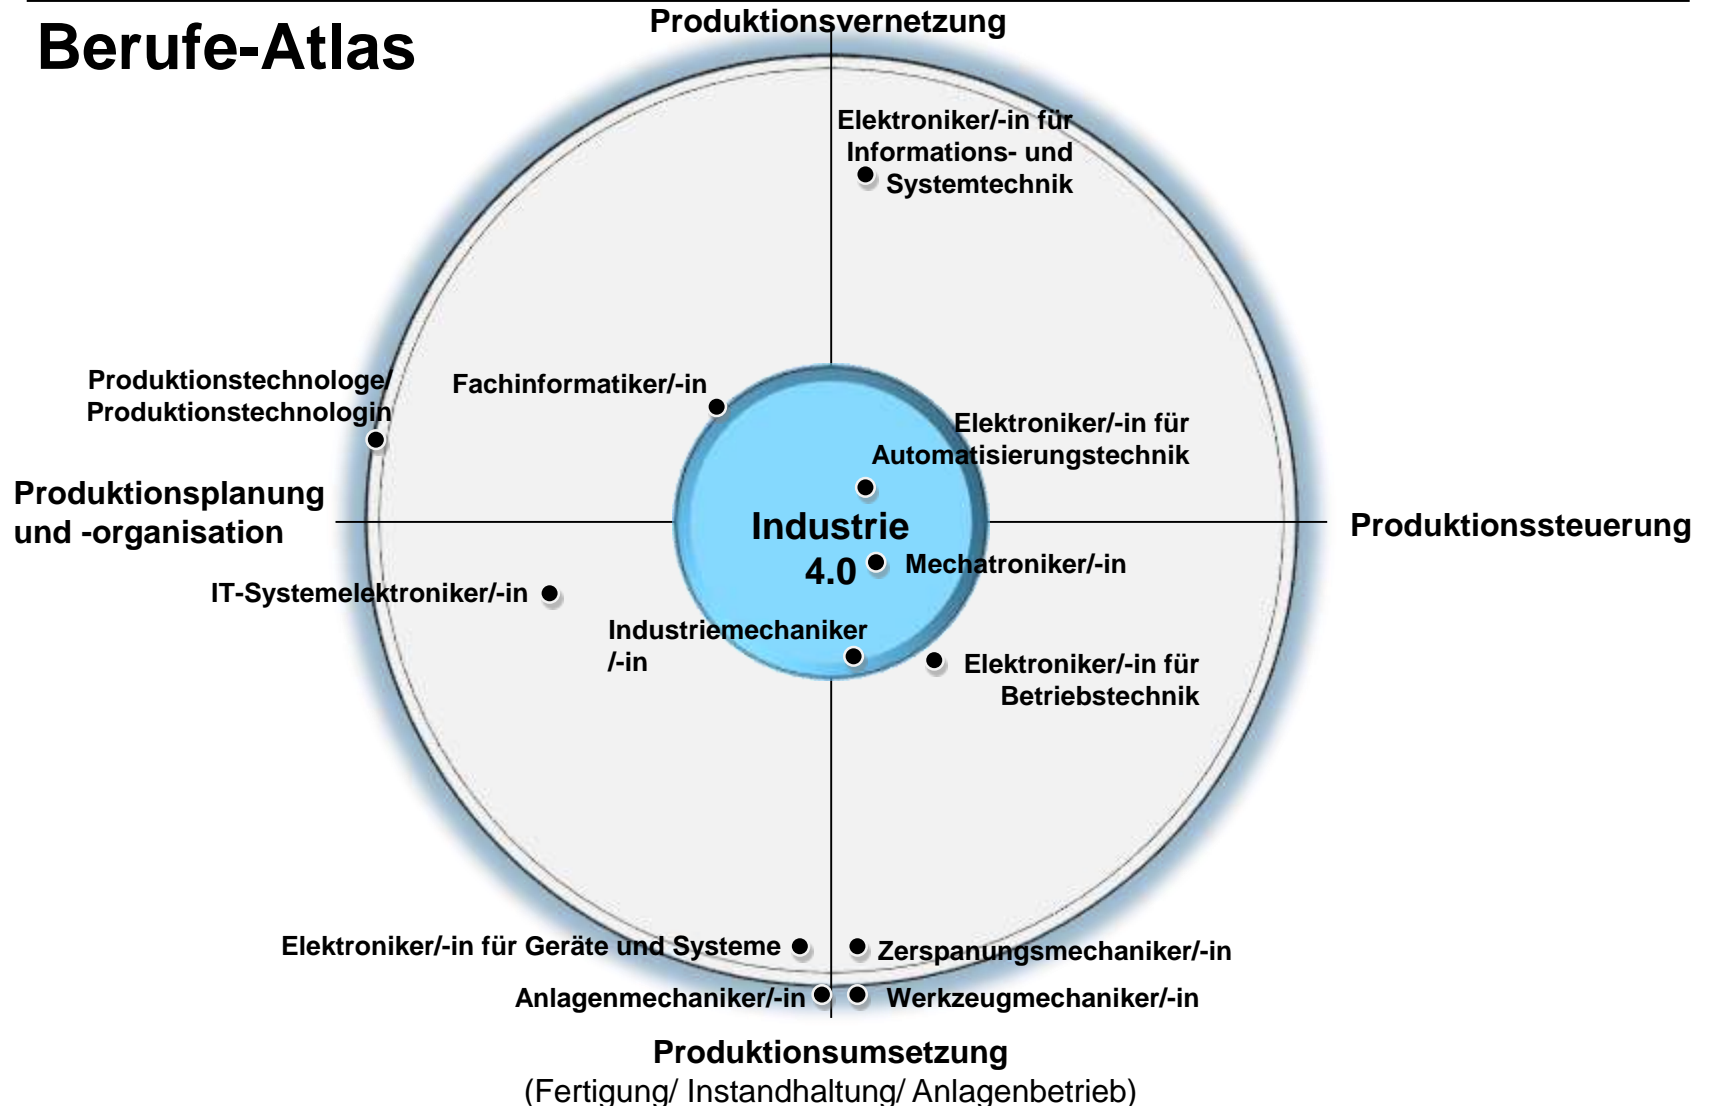 Produktionsvernetzung
Berufe-Atlas
Elektroniker/-in für
Informations- und
Systemtechnik
Produktionstechnologe/
Produktionstechnologin
Fachinformatiker/-in
Elektroniker/-in für
Automatisierungstechnik
Produktionsplanung
und -organisation
Industrie
4.0
Produktionssteuerung
Mechatroniker/-in
IT-Systemelektroniker/-in
Industriemechaniker
/-in
Elektroniker/-in für
Betriebstechnik
Elektroniker/-in für Geräte und Systeme
Zerspanungsmechaniker/-in
Anlagenmechaniker/-in
Werkzeugmechaniker/-in
Produktionsumsetzung
(Fertigung/ Instandhaltung/ Anlagenbetrieb)